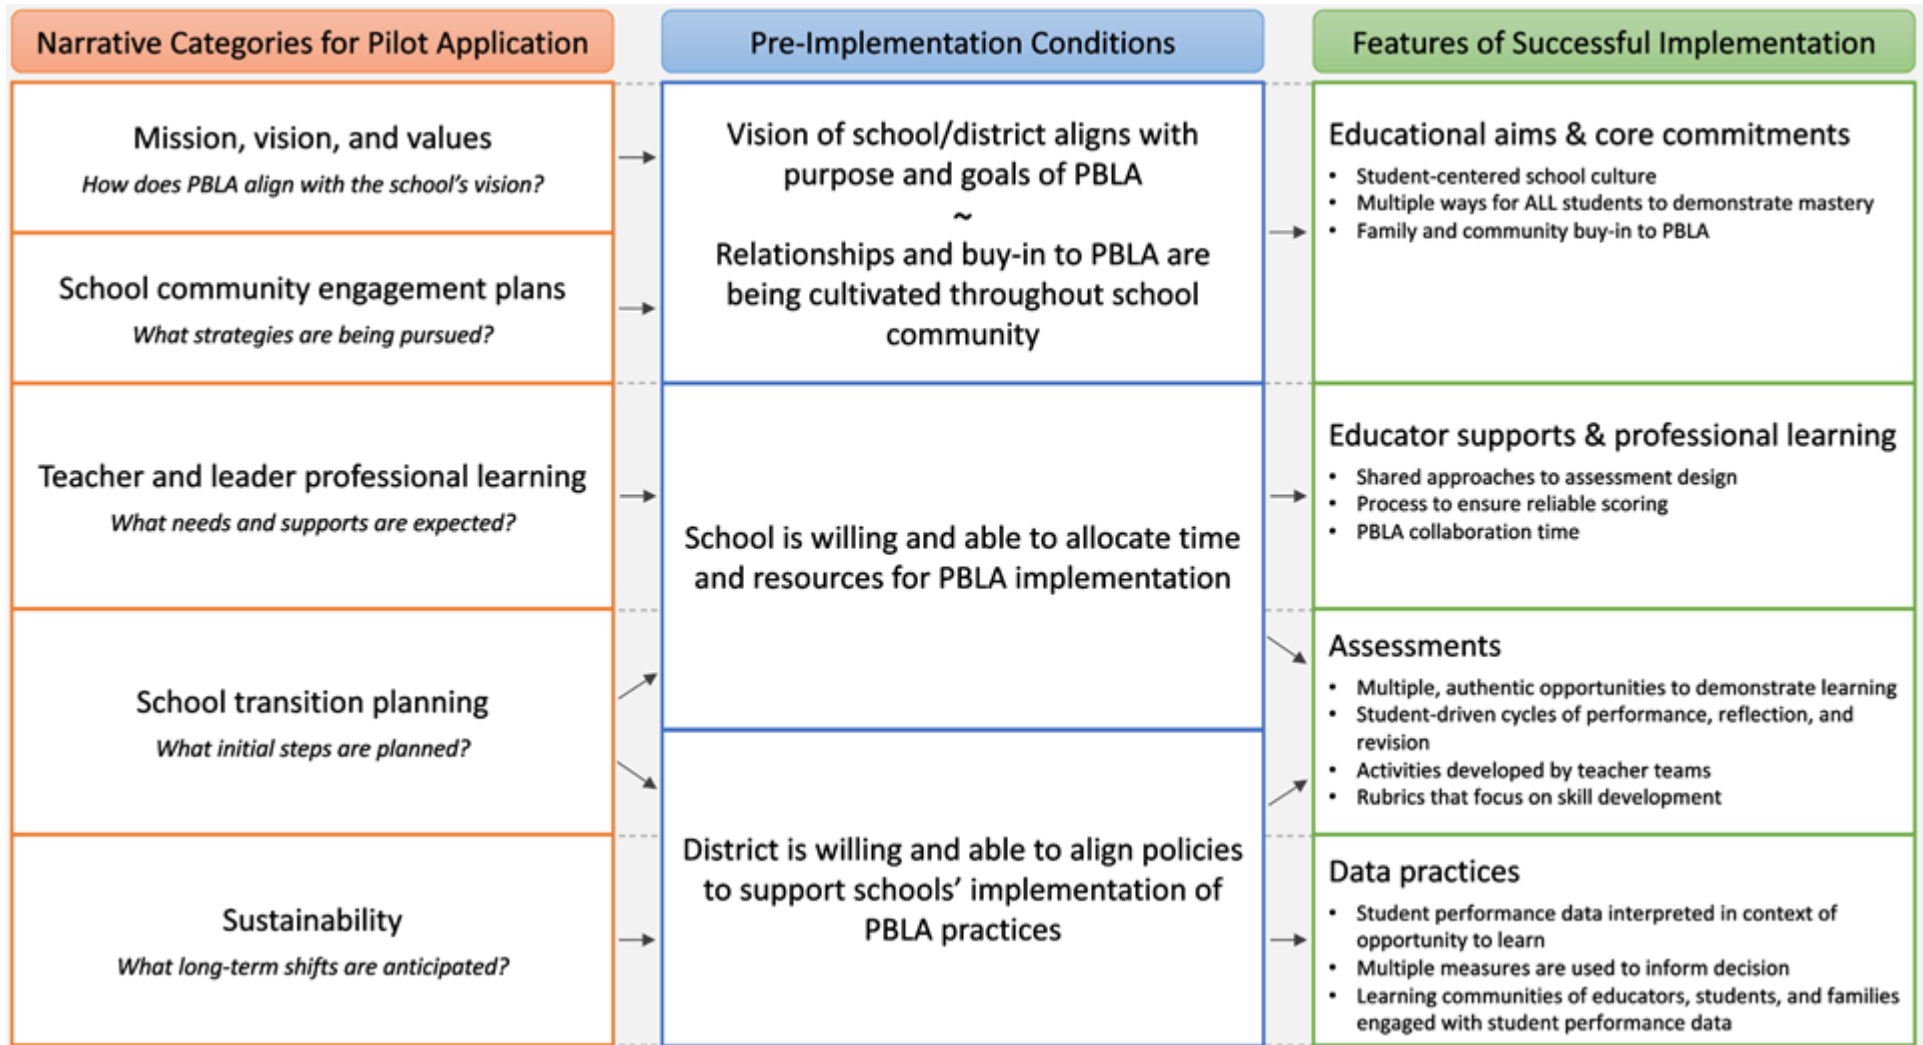 Narrative Categories for Pilot Application
Mission, vision, and values
How does PBLA align with the school's vision?
School community engagement plans
What strategies are being pursued?
Teacher and leader professional learning
What needs and supports are expected?
School transition planning
What initial steps are planned?
Sustainability
What long-term shifts are anticipated?
Pre-Implementation Conditions
Vision of school/district aligns with
purpose and goals of PBLA
~
Relationships and buy-in to PBLA are
being cultivated throughout school
community
School is willing and able to allocate time
and resources for PBLA implementation
District is willing and able to align policies
to support schools' implementation of
PBLA practices
Features of Successful Implementation
Educational aims & core commitments
• Student-centered school culture
• Multiple ways for ALL students to demonstrate mastery
• Family and community buy-in to PBLA
Educator supports & professional learning
• Shared approaches to assessment design
• Process to ensure reliable scoring
• PBLA collaboration time
Assessments
• Multiple, authentic opportunities to demonstrate learning
• Student-driven cycles of performance, reflection, and
revision
• Activities developed by teacher teams
• Rubrics that focus on skill development
Data practices
• Student performance data interpreted in context of
opportunity to learn
• Multiple measures are used to inform decision
• Learning communities of educators, students, and families
engaged with student performance data